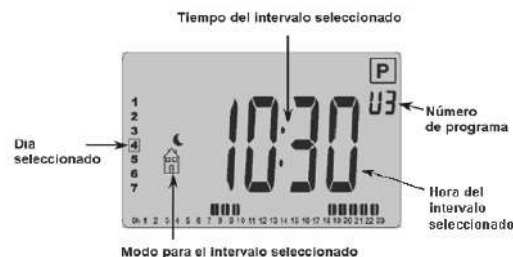 Tiempo del intervalo seleccionado
P
1
2
3
4
5
6
7
10:30
U3
Número
de programa
Dia
seleccionado
Hora del
intervalo
seleccionado
0h 1 2 3 4 5 6 7 8 9 10 11 12 13 14 15 16 17 18 19 20 21 22 23
Modo para el intervalo seleccionado